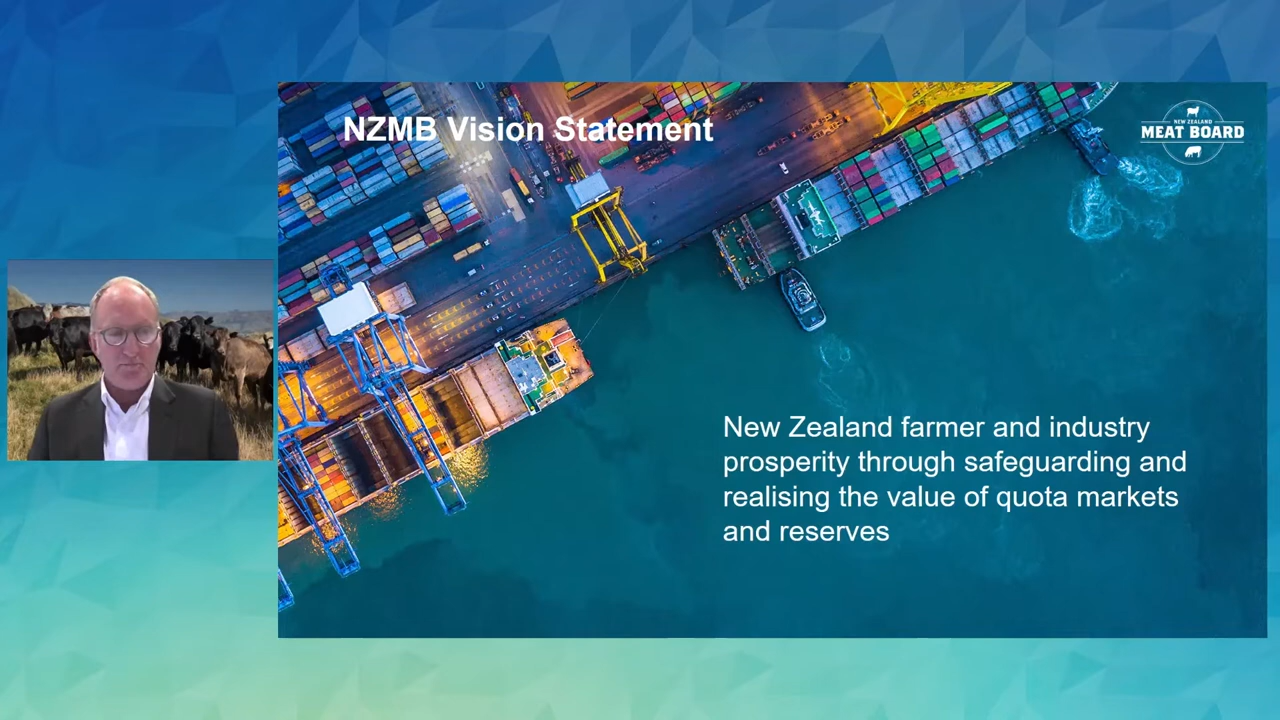 NZMB Vision Statement
NEW ZEALAND
MEAT BOARD
New Zealand farmer and industry
prosperity through safeguarding and
realising the value of quota markets
and reserves